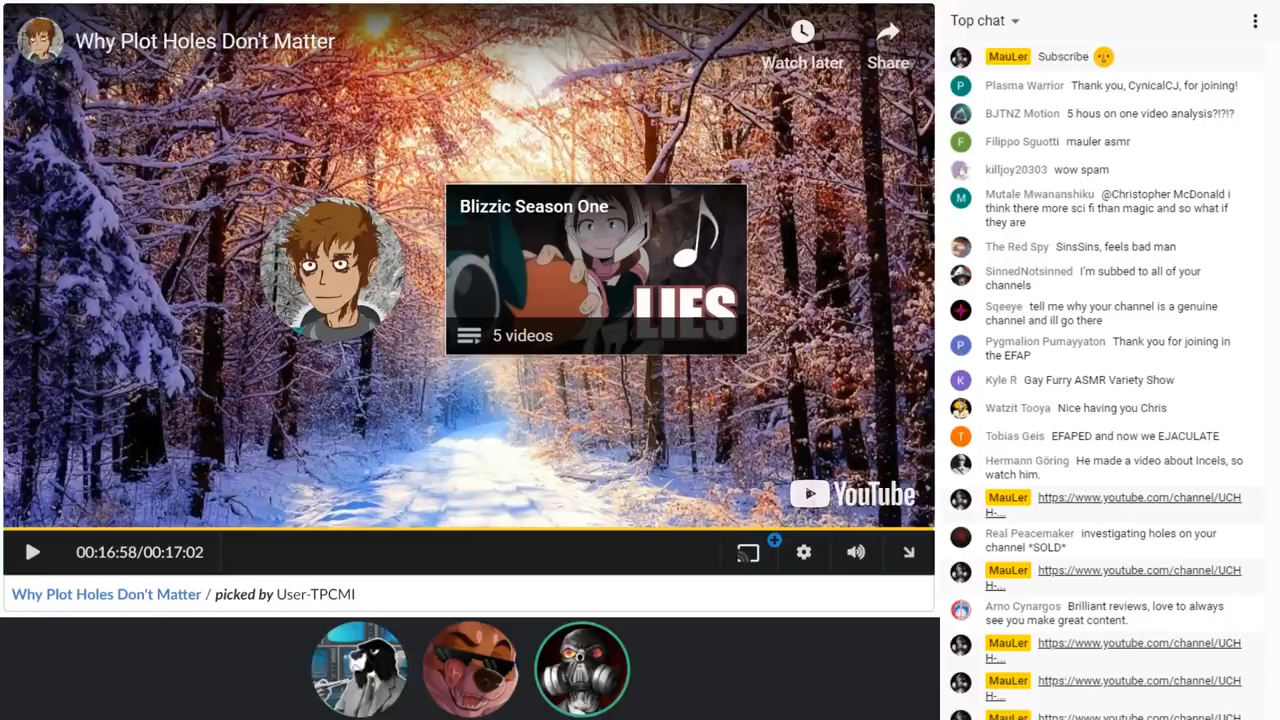 Why Plot Holes Don't Matter
Watch later
Share
Blizzic Season One
LIES
5 videos
YouTube
00:16:58/00:17:02
Why Plot Holes Don't Matter / picked by User-TPCMI
Top chat
MauLer Subscribe
P Plasma Warrior Thank you, CynicalCJ, for joining!
BJTNZ Motion 5 hous on one video analysis?!?!?
F Filippo Sguotti mauler asmr
killjoy20303 wow spam
M Mutale Mwananshiku @Christopher McDonald i
think there more sci fi than magic and so what if
they are
The Red Spy SinsSins, feels bad man
SinnedNotsinned I'm subbed to all of your
channels
Sqeeye tell me why your channel is a genuine
channel and ill go there
P Pygmalion Pumayyaton Thank you for joining in
the EFAP
K Kyle R Gay Furry ASMR Variety Show
Watzit Tooya Nice having you Chris
T Tobias Geis EFAPED and now we EJACULATE
Hermann Göring He made a video about Incels, so
watch him.
MauLer https://www.youtube.com/channel/UCH
H-...
Real Peacemaker investigating holes on your
channel *SOLD*
MauLer https://www.youtube.com/channel/UCH
H-...
Arno Cynargos Brilliant reviews, love to always
see you make great content.
MauLer https://www.youtube.com/channel/UCH
H-...
MauLer https://www.youtube.com/channel/UCH
H-...
MauLer https://www.youtube.com/channel/UCH